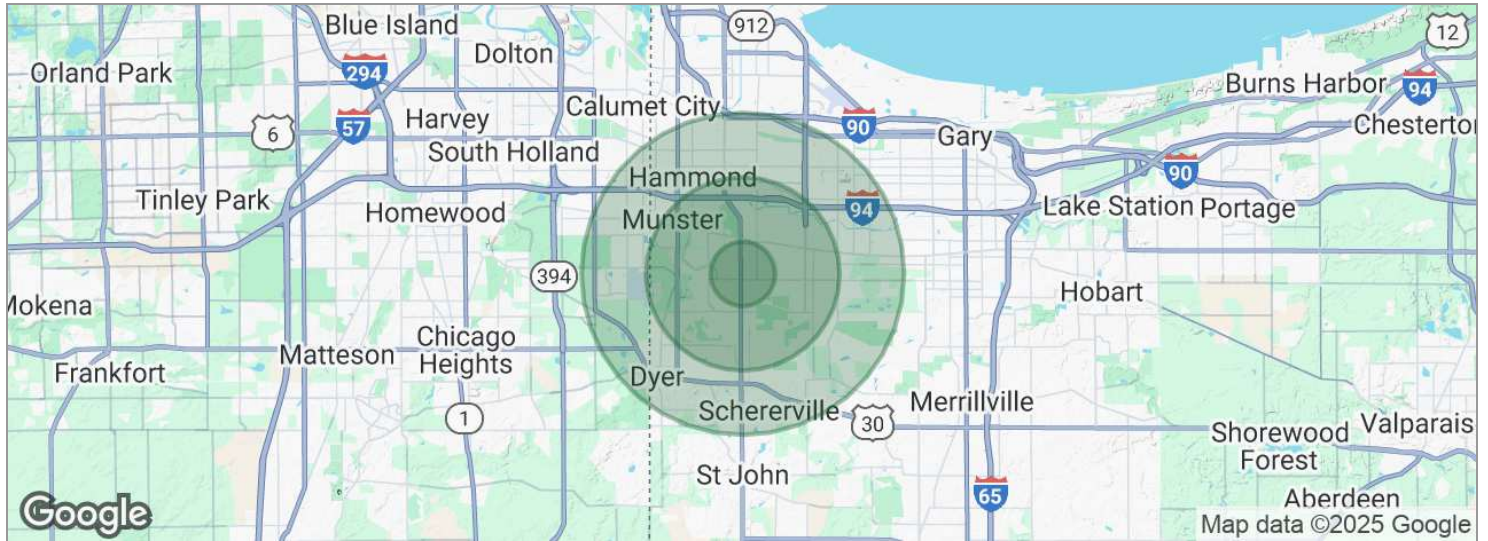 Blue Island
912
12
Dolton
Orland Park
294
Burns Harbor
94
Calumet City
6
57
Harvey
90
Gary
Chesterton
South Holland
Hammond
90
Tinley Park
Homewood
Munster
94
Lake Station
Portage
394
Hobart
Mokena
Chicago
Heights
Matteson
Frankfort
Dyer
Schererville
Merrillville
1
30
Shorewood
Forest
Valparais
St John
65
Aberdeen
Google
Map data ©2025 Google